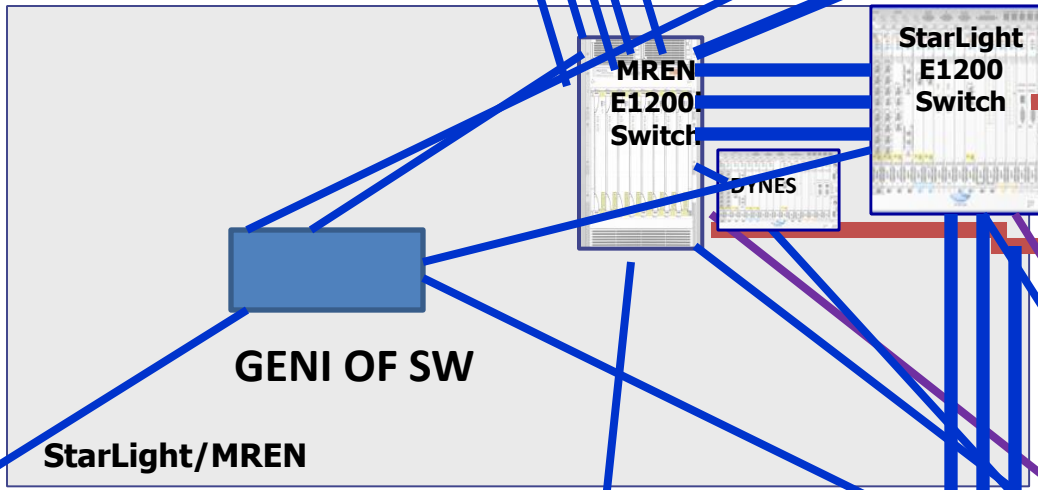 MREN
E1200
Switch
StarLight
E1200
Switch
DYNES
GENI OF SW
StarLight/MREN